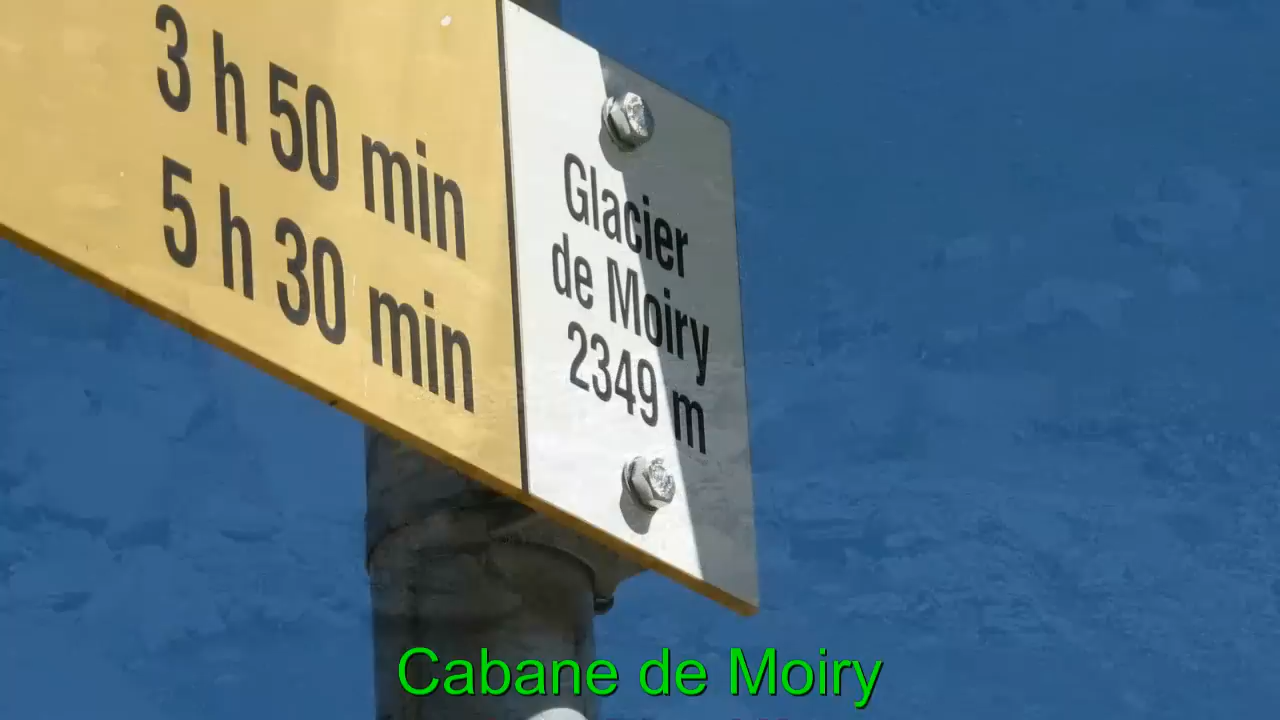 3 h 50 min
5 h 30 min
Glacier
de Moiry
2349 m
Cabane de Moiry